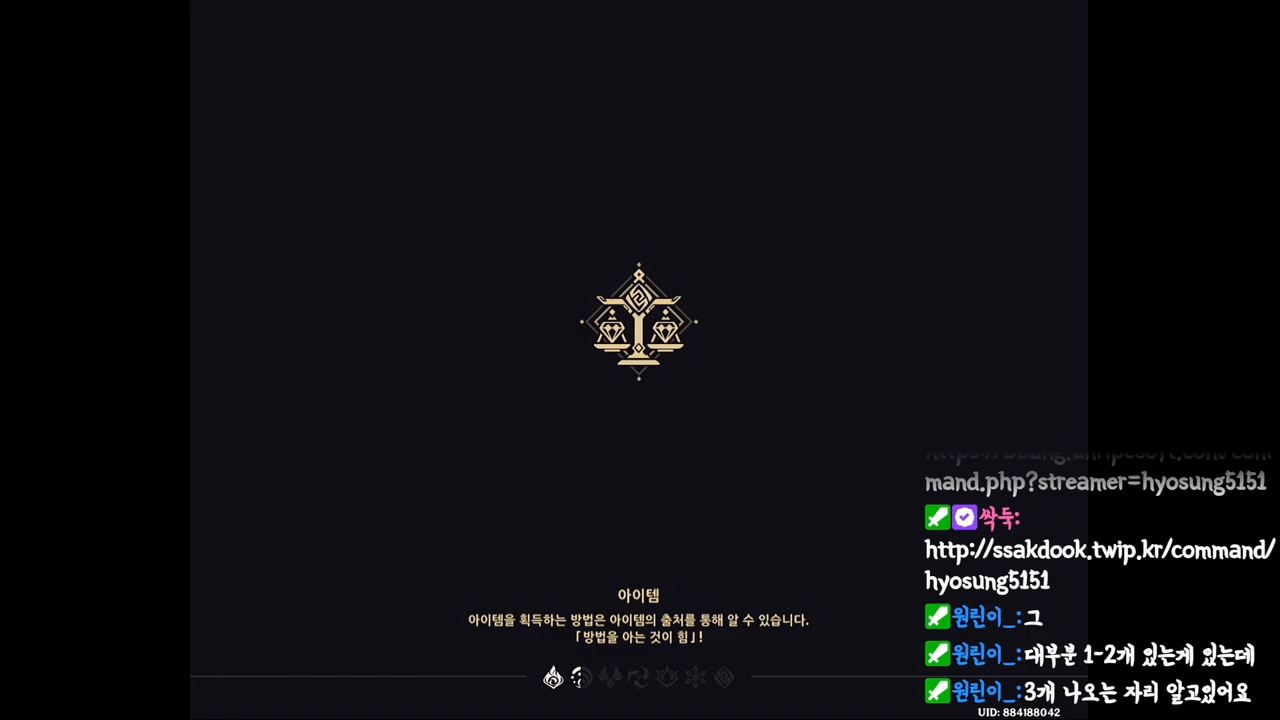 아이템
아이템을 획득하는 방법은 아이템의 출처를 통해 알 수 있습니다.
「방법을 아는 것이 힘」!
mand.php?streamer=hyosung5151
싹둑:
http://ssakdook.twip.kr/command/
hyosung5151
원린이_:그
원린이_:대부분 1-2개 있는게 있는데
원린이_:3개 나오는 자리 알고있어요
UID: 884188042